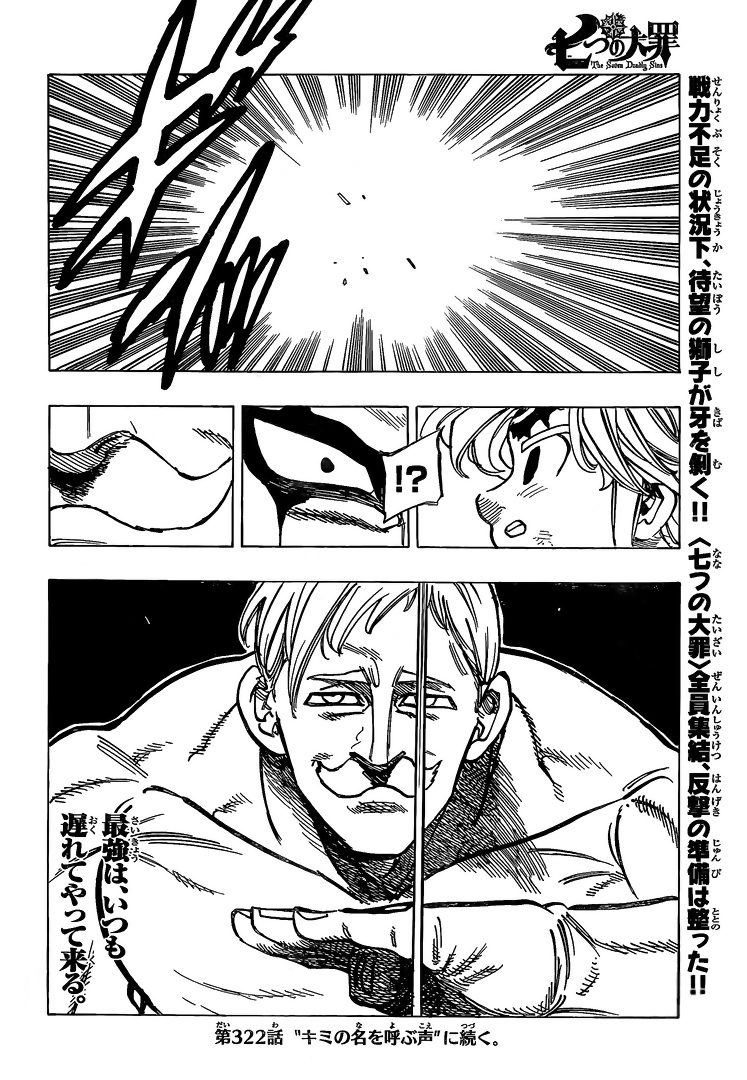 七つの大罪
The Seven Deadly Sins
戦力不足の状況下、待望の獅子が牙を剝く!! 〈七つの大罪〉全員集結、反撃の準備は整った!!
!?
最強は、いつも
遅れてやって来る。
第322話 “キミの名を呼ぶ声”に続く。